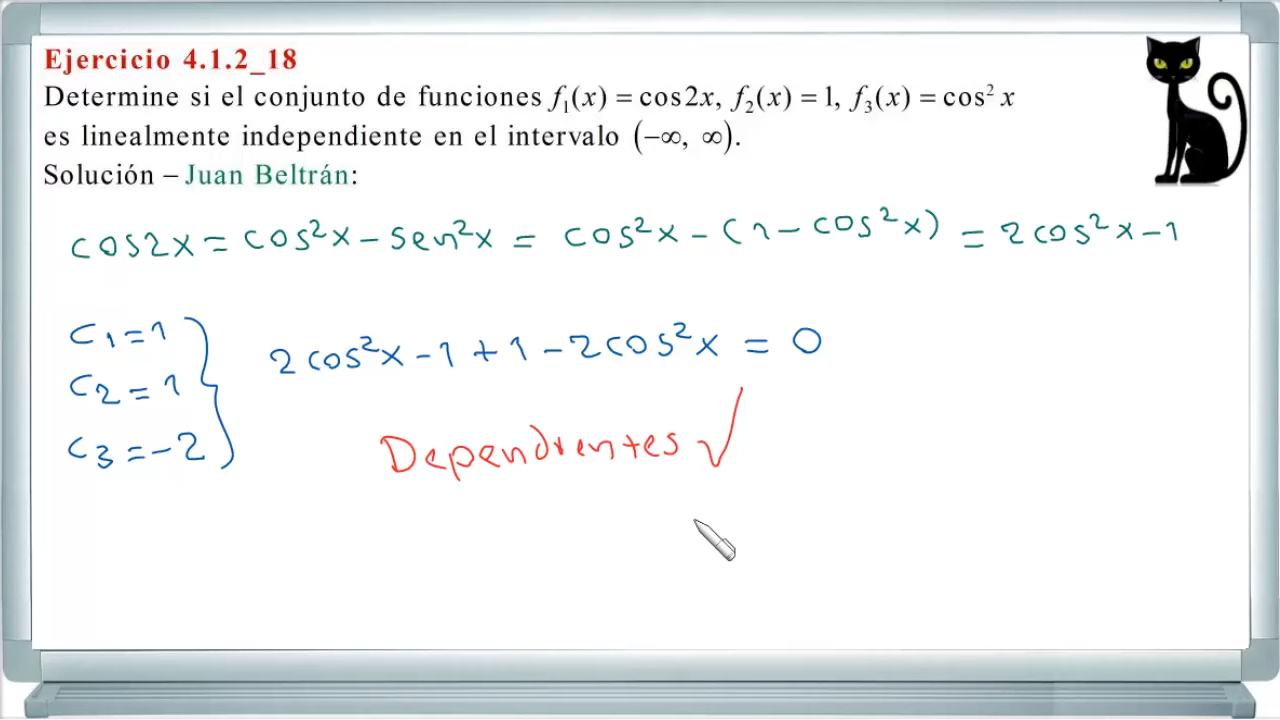 Ejercicio 4.1.2_18
Determine si el conjunto de funciones f₁(x) = cos2x, f₂(x) = 1, f₃(x) = cos² x
es linealmente independiente en el intervalo (−∞, ∞).
Solución – Juan Beltrán:
cos2x = cos²x − sen²x = cos²x − (1 − cos²x) = 2cos²x − 1
c₁ = 1
c₂ = 1
c₃ = −2
2cos²x − 1 + 1 − 2cos²x = 0
Dependientes √